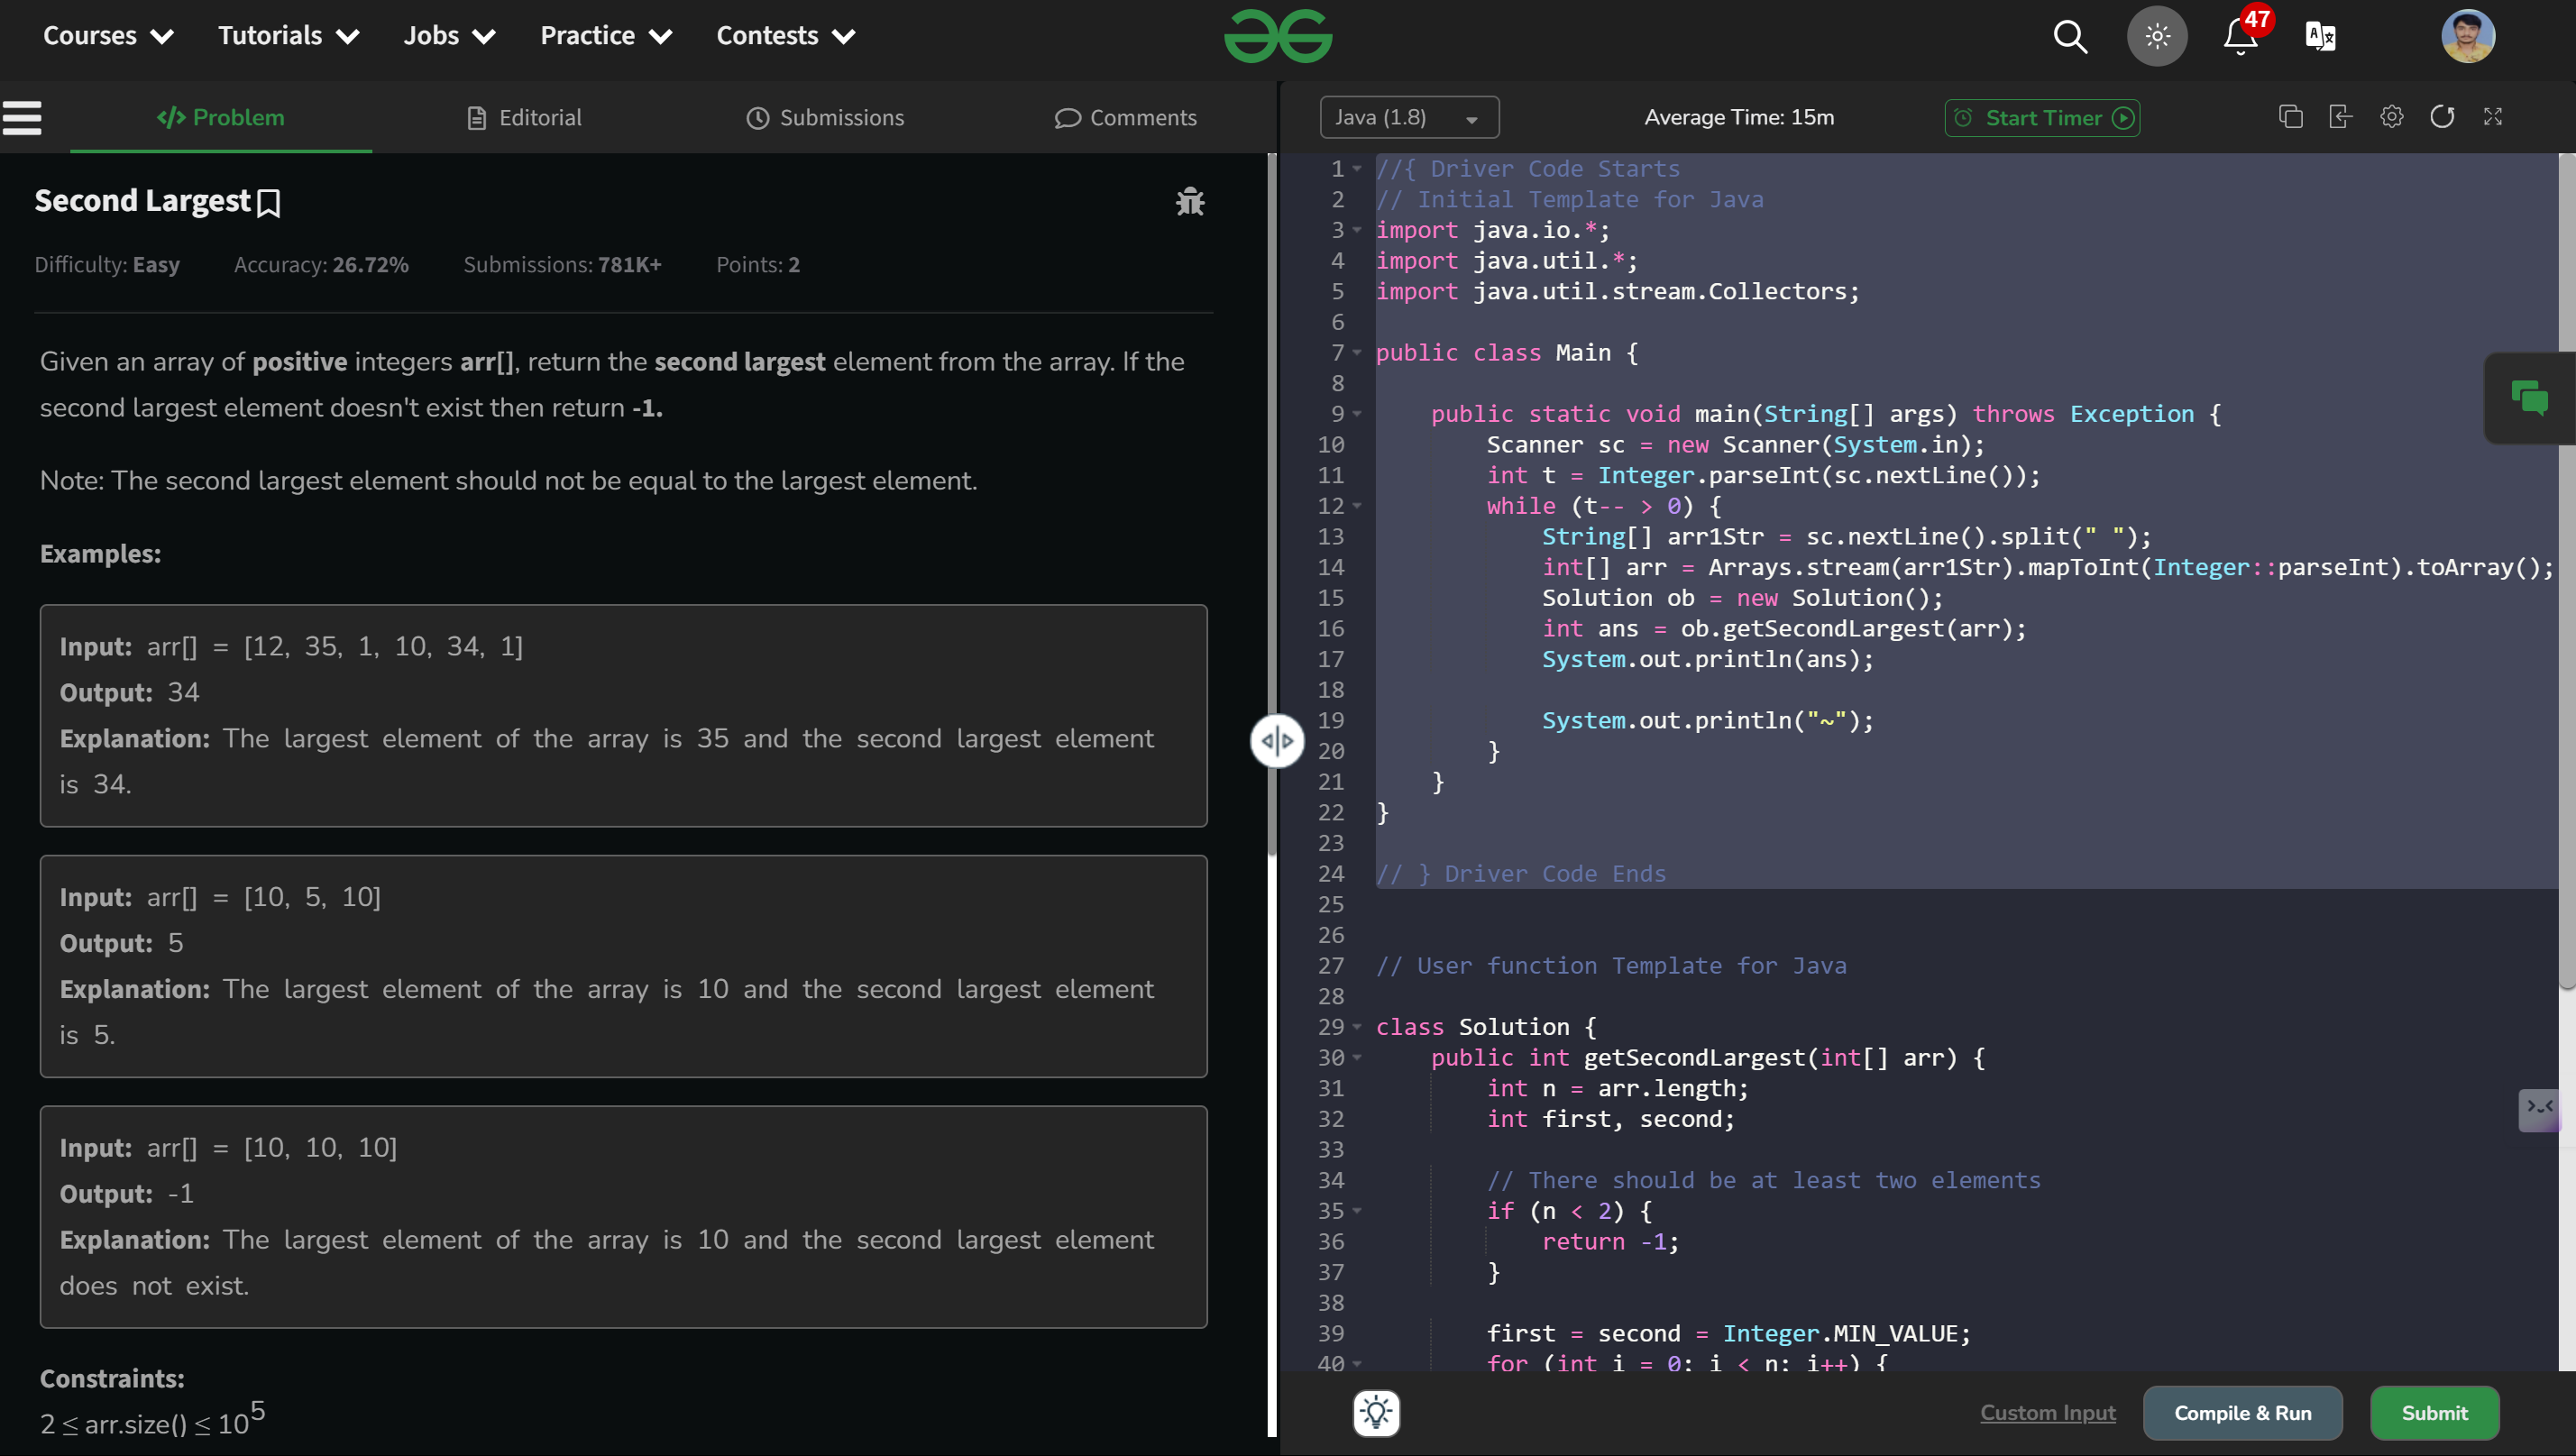 Courses
Tutorials
Jobs
Practice
Contests
47
Problem
Editorial
Submissions
Comments
Second Largest
Difficulty: Easy Accuracy: 26.72% Submissions: 781K+ Points: 2
Given an array of positive integers arr[], return the second largest element from the array. If the
second largest element doesn't exist then return -1.
Note: The second largest element should not be equal to the largest element.
Examples:
Input: arr[] = [12, 35, 1, 10, 34, 1]
Output: 34
Explanation: The largest element of the array is 35 and the second largest element
is 34.
Input: arr[] = [10, 5, 10]
Output: 5
Explanation: The largest element of the array is 10 and the second largest element
is 5.
Input: arr[] = [10, 10, 10]
Output: -1
Explanation: The largest element of the array is 10 and the second largest element
does not exist.
Constraints:
2 ≤ arr.size() ≤ 10^5
Java (1.8)
Average Time: 15m
Start Timer
1 //{ Driver Code Starts
2 // Initial Template for Java
3 import java.io.*;
4 import java.util.*;
5 import java.util.stream.Collectors;
6
7 public class Main {
8
9     public static void main(String[] args) throws Exception {
10         Scanner sc = new Scanner(System.in);
11         int t = Integer.parseInt(sc.nextLine());
12         while (t-- > 0) {
13             String[] arr1Str = sc.nextLine().split(" ");
14             int[] arr = Arrays.stream(arr1Str).mapToInt(Integer::parseInt).toArray();
15             Solution ob = new Solution();
16             int ans = ob.getSecondLargest(arr);
17             System.out.println(ans);
18
19             System.out.println("~");
20         }
21     }
22 }
23
24 // } Driver Code Ends
25
26
27 // User function Template for Java
28
29 class Solution {
30     public int getSecondLargest(int[] arr) {
31         int n = arr.length;
32         int first, second;
33
34         // There should be at least two elements
35         if (n < 2) {
36             return -1;
37         }
38
39         first = second = Integer.MIN_VALUE;
40         for (int i = 0; i < n; i++) {
Custom Input
Compile & Run
Submit